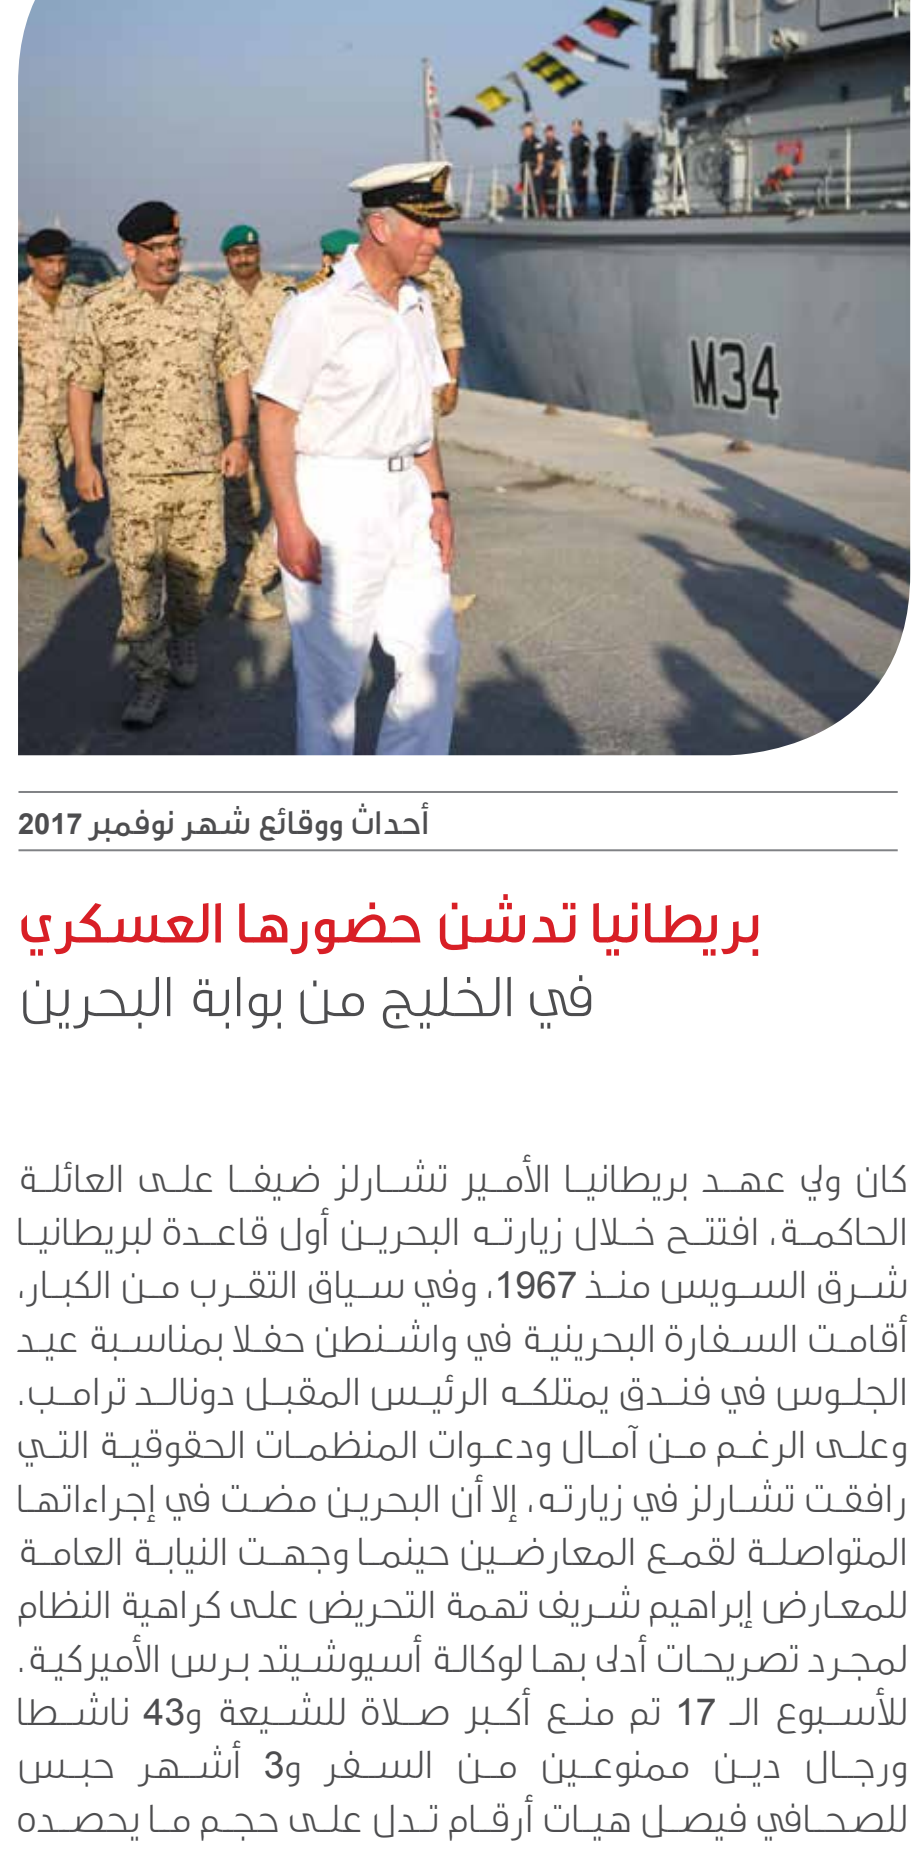 M34
أحداث ووقائع شهر نوفمبر 2017
بريطانيا تدشن حضورها العسكري
في الخليج من بوابة البحرين
كان ولي عهد بريطانيا الأمير تشارلز ضيفا على العائلة
الحاكمة، افتتح خلال زيارته البحرين أول قاعدة لبريطانيا
شرق السويس منذ 1967، وفي سياق التقرب من الكبار،
أقامت السفارة البحرينية في واشنطن حفلا بمناسبة عيد
الجلوس في فندق يمتلكه الرئيس المقبل دونالد ترامب.
وعلى الرغم من آمال ودعوات المنظمات الحقوقية التي
رافقت تشارلز في زيارته، إلا أن البحرين مضت في إجراءاتها
المتواصلة لقمع المعارضين حينما وجهت النيابة العامة
للمعارض إبراهيم شريف تهمة التحريض على كراهية النظام
لمجرد تصريحات أدلى بها لوكالة أسيوشيتد برس الأميركية.
للأسبوع الـ 17 تم منع أكبر صلاة للشيعة و43 ناشطا
ورجال دين ممنوعين من السفر و3 أشهر حبس
للصحافي فيصل هيات أرقام تدل على حجم ما يحصده